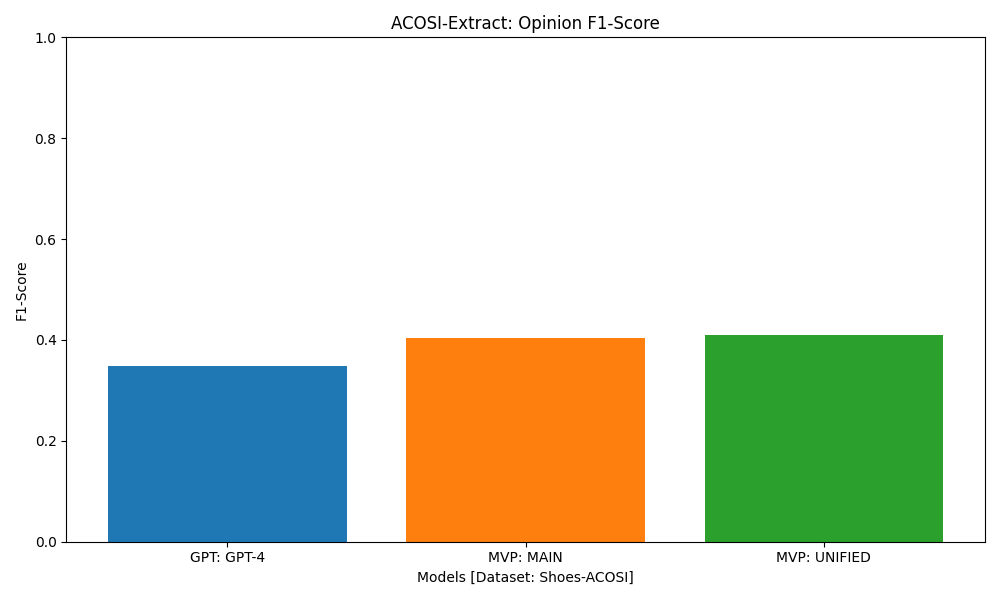 ACOSI-Extract: Opinion F1-Score
1.0
0.8
0.6
0.4
0.2
0.0
F1-Score
GPT: GPT-4
MVP: MAIN
MVP: UNIFIED
Models [Dataset: Shoes-ACOSI]